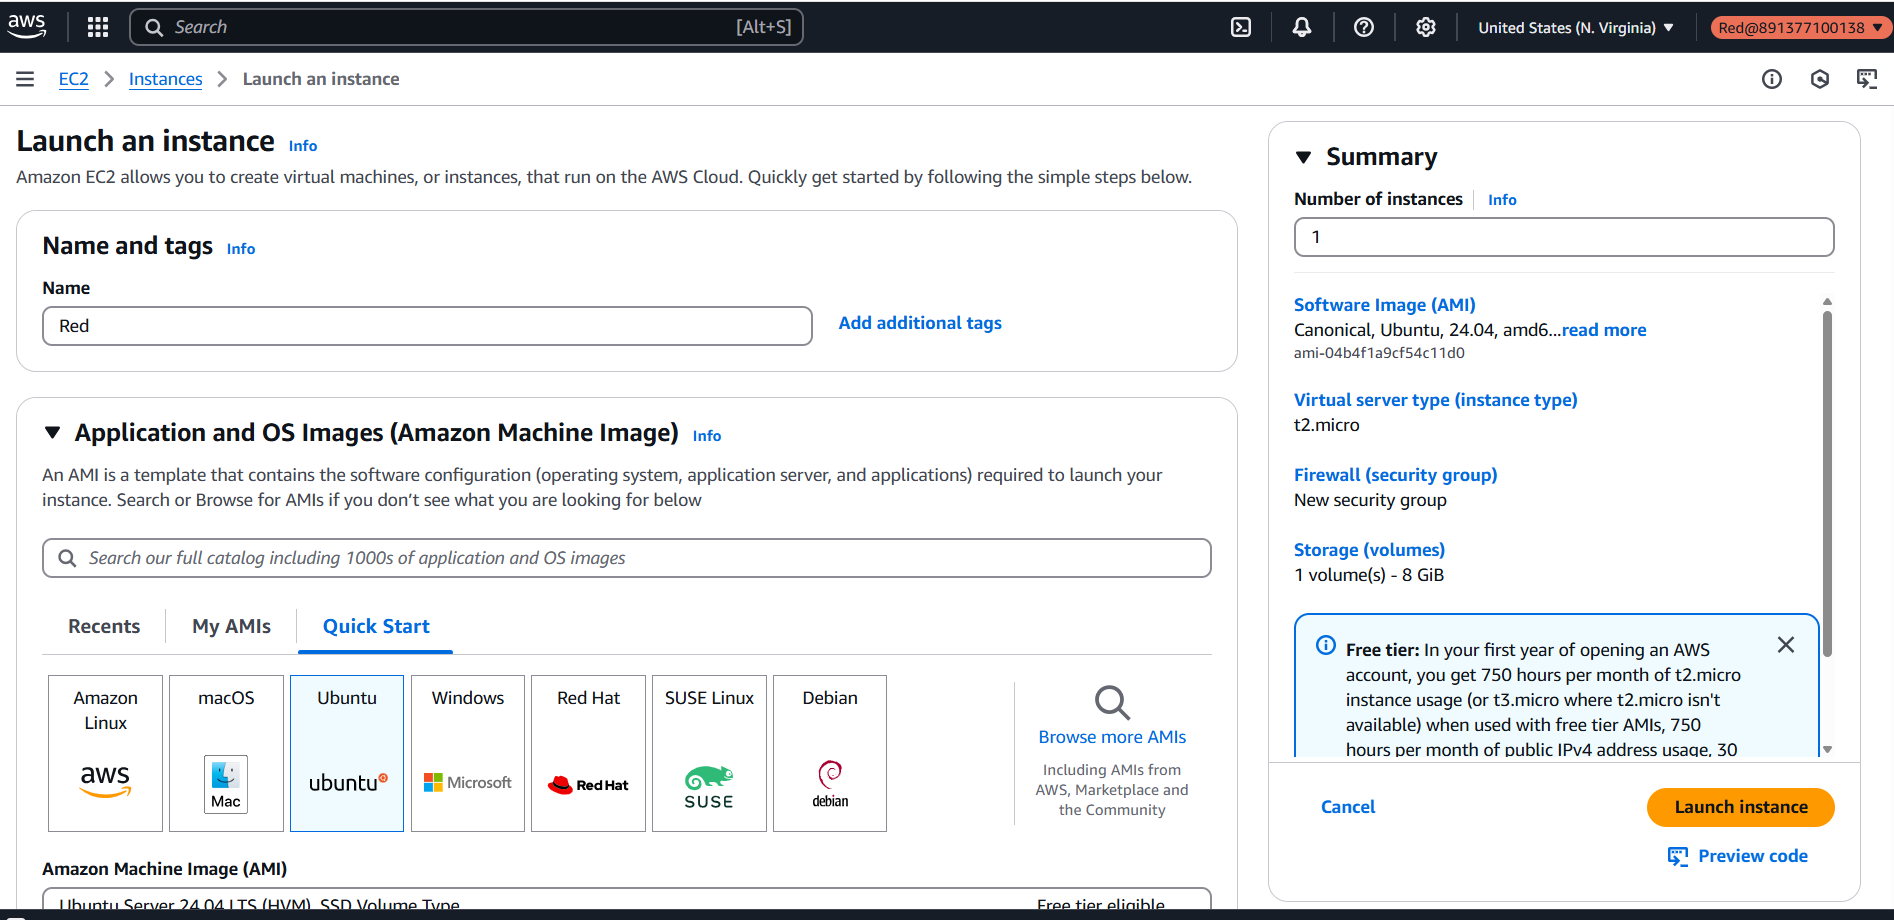 aws
Search
[Alt+S]
United States (N. Virginia)
Red@891377100138
EC2
Instances
Launch an instance
Launch an instance Info
Amazon EC2 allows you to create virtual machines, or instances, that run on the AWS Cloud. Quickly get started by following the simple steps below.
Name and tags Info
Name
Red
Add additional tags
Application and OS Images (Amazon Machine Image) Info
An AMI is a template that contains the software configuration (operating system, application server, and applications) required to launch your
instance. Search or Browse for AMIs if you don’t see what you are looking for below
Search our full catalog including 1000s of application and OS images
Recents
My AMIs
Quick Start
Amazon
Linux
aws
macOS
Mac
Ubuntu
ubuntu
Windows
Microsoft
Red Hat
Red Hat
SUSE Linux
SUSE
Debian
debian
Browse more AMIs
Including AMIs from
AWS, Marketplace and
the Community
Amazon Machine Image (AMI)
Ubuntu Server 24.04 LTS (HVM), SSD Volume Type
Free tier eligible
Summary
Number of instances Info
1
Software Image (AMI)
Canonical, Ubuntu, 24.04, amd6...read more
ami-04b4f1a9cf54c11d0
Virtual server type (instance type)
t2.micro
Firewall (security group)
New security group
Storage (volumes)
1 volume(s) - 8 GiB
Free tier: In your first year of opening an AWS
account, you get 750 hours per month of t2.micro
instance usage (or t3.micro where t2.micro isn't
available) when used with free tier AMIs, 750
hours per month of public IPv4 address usage, 30
Cancel
Launch instance
Preview code